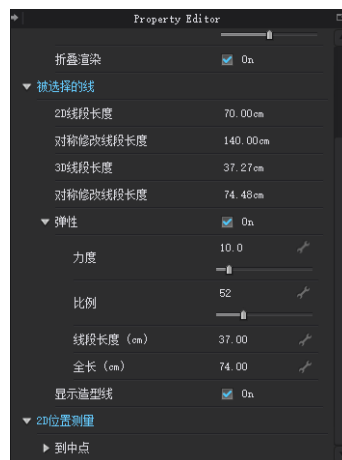 Property Editor
折叠渲染 On
被选择的线
2D线段长度 70.00cm
对称修改线段长度 140.00cm
3D线段长度 37.27cm
对称修改线段长度 74.48cm
弹性 On
力度 10.0
比例 52
线段长度 (cm) 37.00
全长 (cm) 74.00
显示造型线 On
2D位置测量
到中点